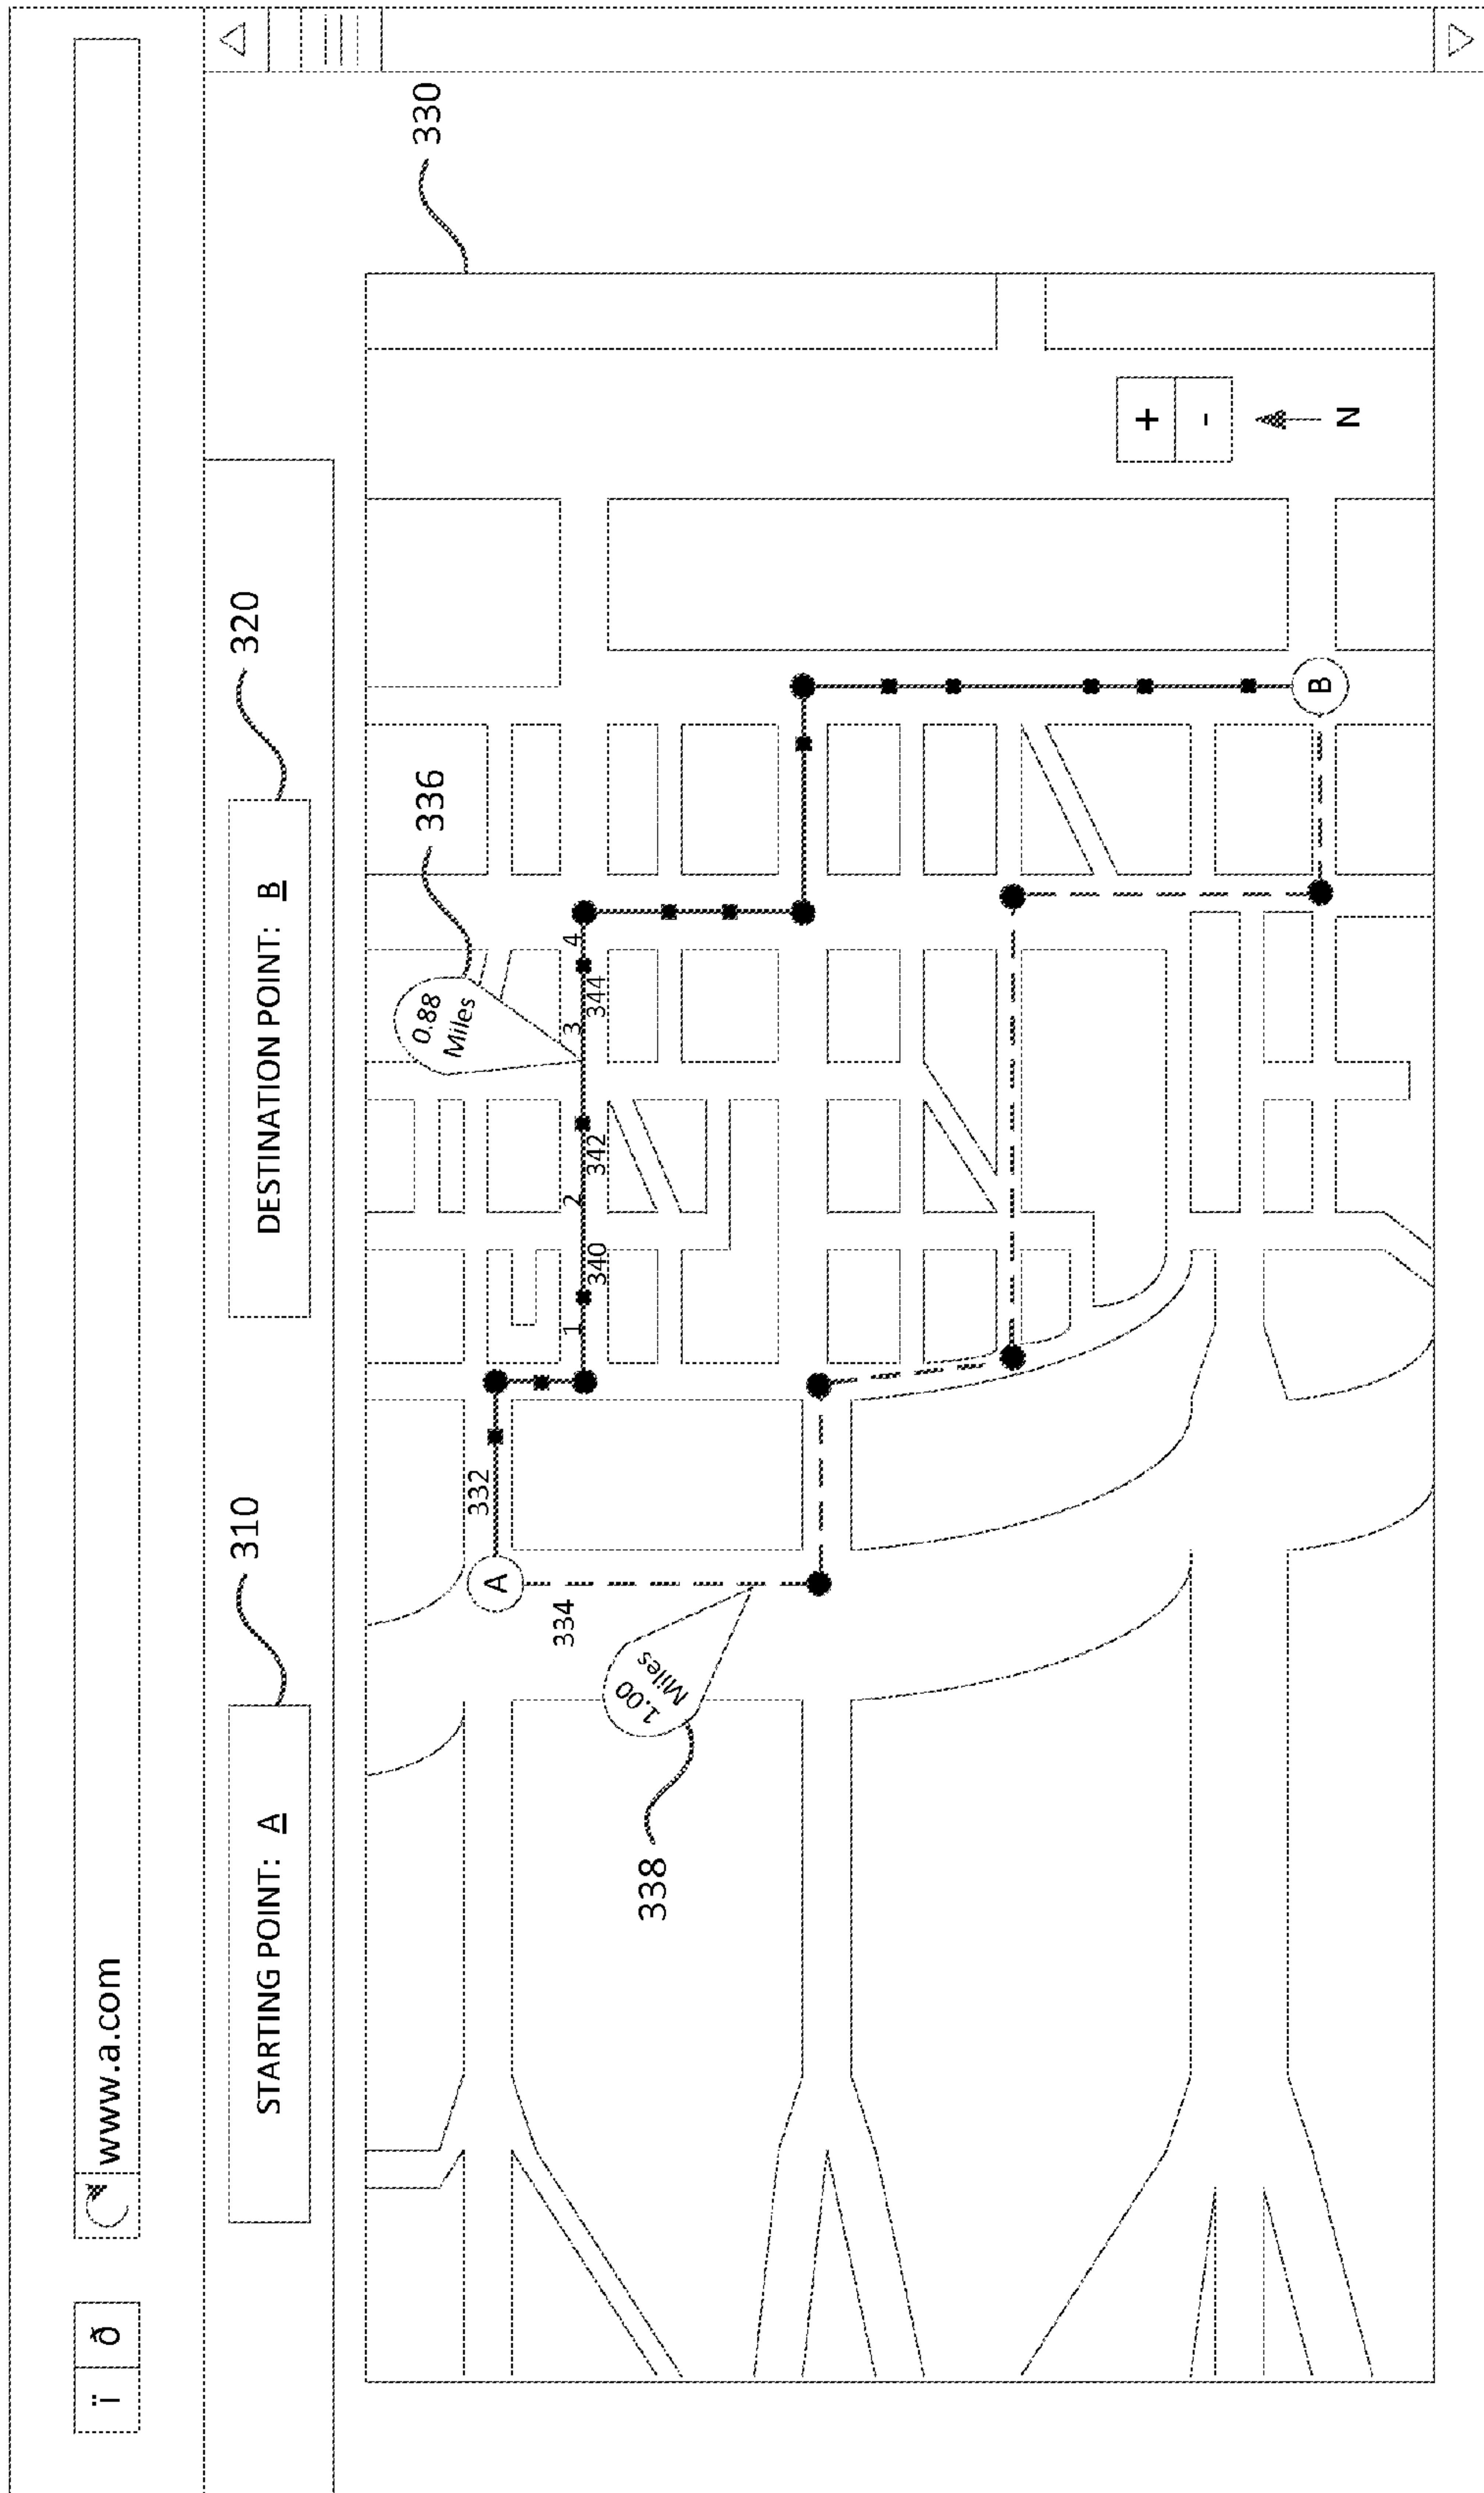 ï ð www.a.com
STARTING POINT: A
310
DESTINATION POINT: B
320
330
336
0.88
Miles
332
A
1
2
3
4
340
342
344
334
1.00
Miles
338
+
-
N
B